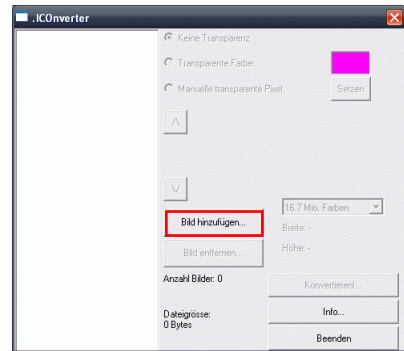 .ICOnverter
Keine Transparenz
Transparente Farbe:
Manuelle transparente Pixel:
Setzen
Bild hinzufügen...
16.7 Mio. Farben
Breite: -
Bild entfernen...
Höhe: -
Anzahl Bilder: 0
Konvertieren!...
Dateigrösse:
0 Bytes
Info...
Beenden